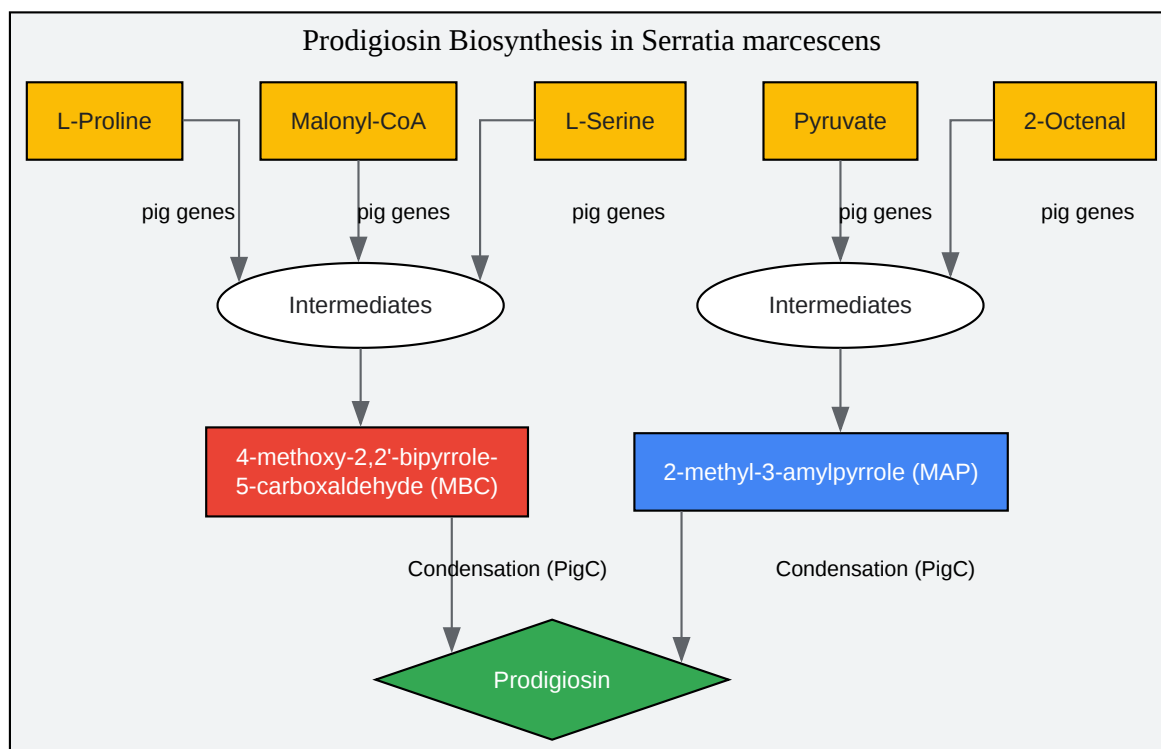 Prodigiosin Biosynthesis in Serratia marcescens
L-Proline
Malonyl-CoA
L-Serine
Pyruvate
2-Octenal
pig genes
pig genes
pig genes
pig genes
pig genes
Intermediates
Intermediates
4-methoxy-2,2'-bipyrrole-
5-carboxaldehyde (MBC)
2-methyl-3-amylpyrrole (MAP)
Condensation (PigC)
Condensation (PigC)
Prodigiosin